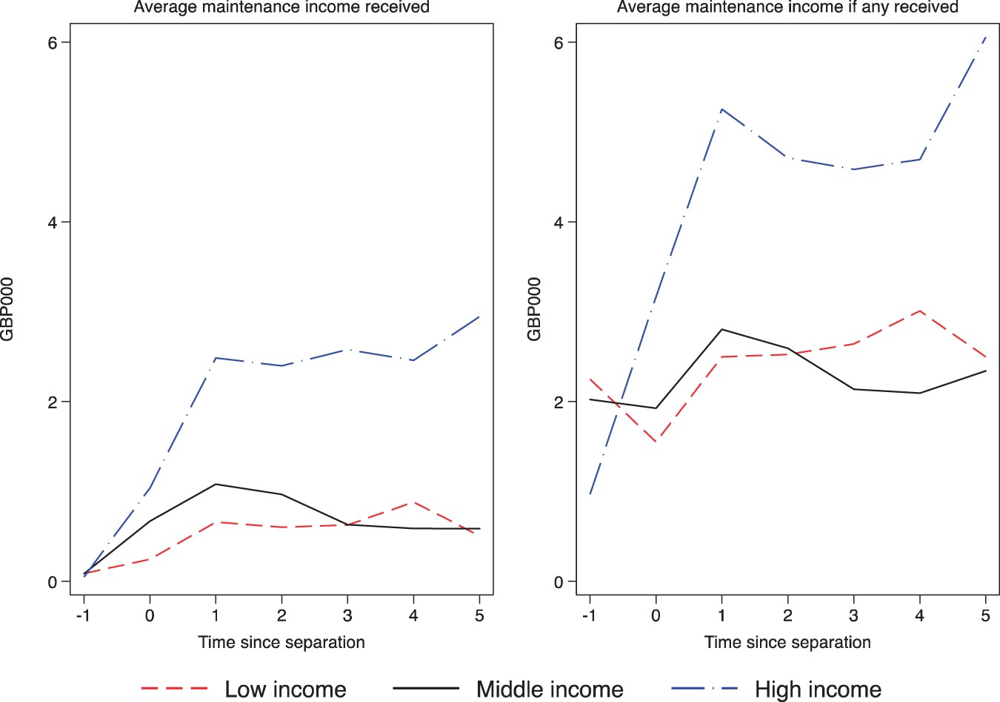 Average maintenance income received
Average maintenance income if any received
6
4
2
0
GBP000
-1 0 1 2 3 4 5
Time since separation
6
4
2
0
GBP000
-1 0 1 2 3 4 5
Time since separation
Low income Middle income High income